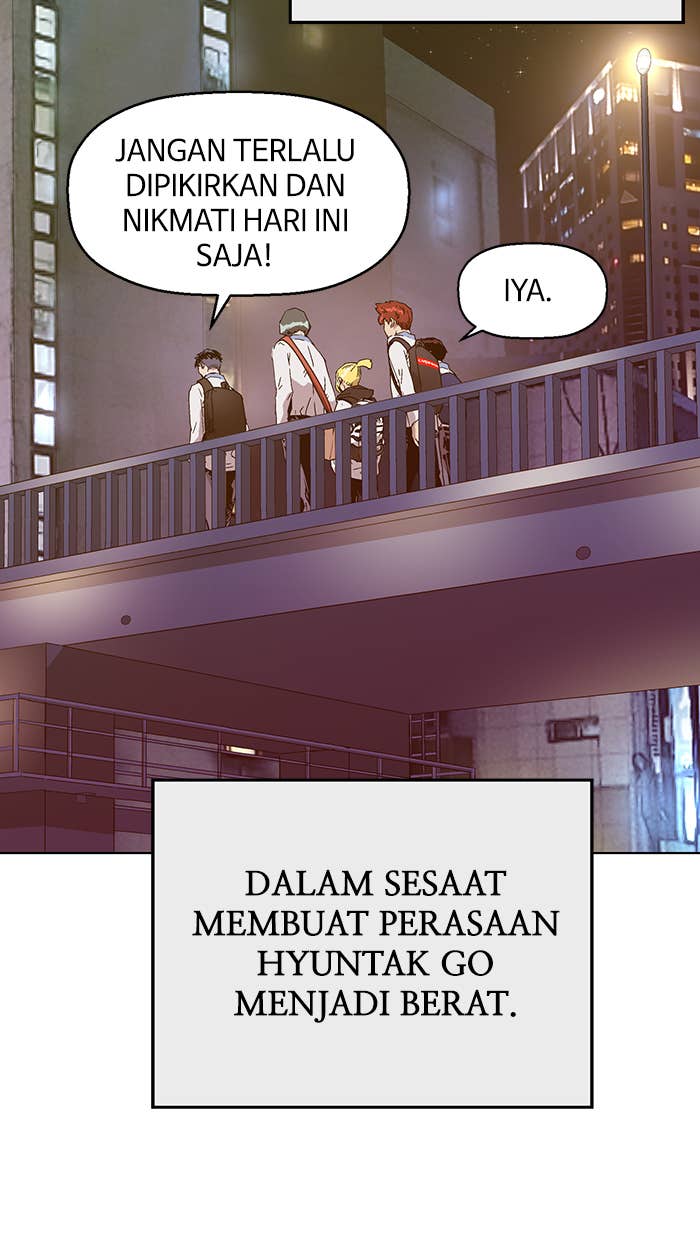 JANGAN TERLALU
DIPIKIRKAN DAN
NIKMATI HARI INI
SAJA!
IYA.
DALAM SESAAT
MEMBUAT PERASAAN
HYUNTAK GO
MENJADI BERAT.